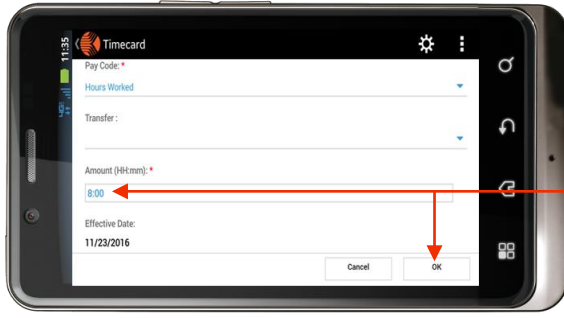 11:35
Timecard
Pay Code: *
Hours Worked
Transfer :
Amount (HH:mm): *
8:00
Effective Date:
11/23/2016
Cancel OK